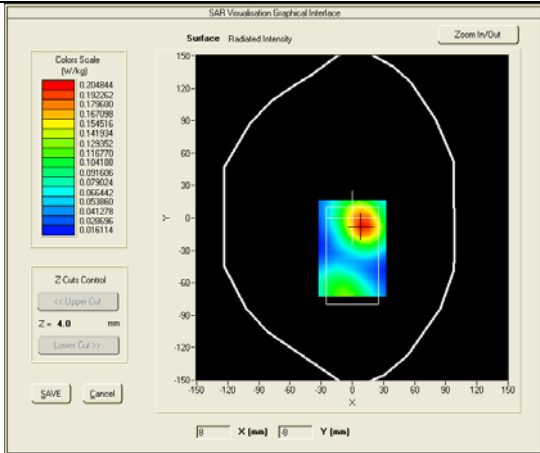 SAR Visualisation Graphical Interface
Surface Radiated Intensity
Zoom In/Out
Colors Scale
(W/kg)
0.204844
0.192262
0.179680
0.167098
0.154516
0.141934
0.129352
0.116770
0.104188
0.091606
0.079024
0.066442
0.053860
0.041278
0.028696
0.016114
Z Cuts Control
<< Upper Cut
Z = 4.0 mm
Lower Cut >>
SAVE
Cancel
150
120
90
60
30
0
-30
-60
-90
-120
-150
Y
-150 -120 -90 -60 -30 0 30 60 90 120 150
X
8 X (mm) -8 Y (mm)